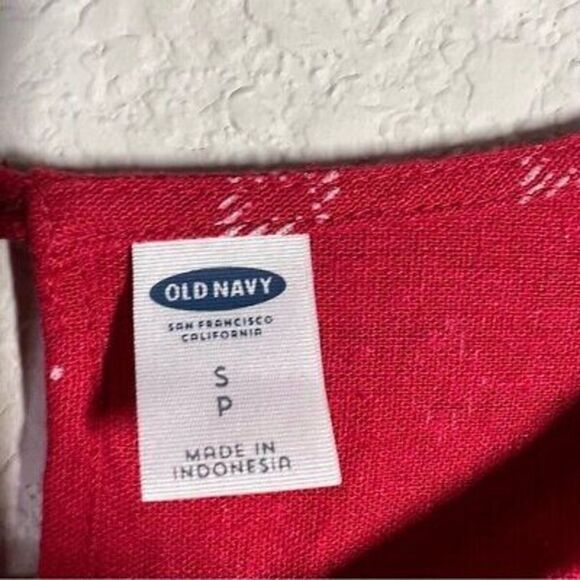 OLD NAVY
SAN FRANCISCO
CALIFORNIA
S
P
MADE IN
INDONESIA